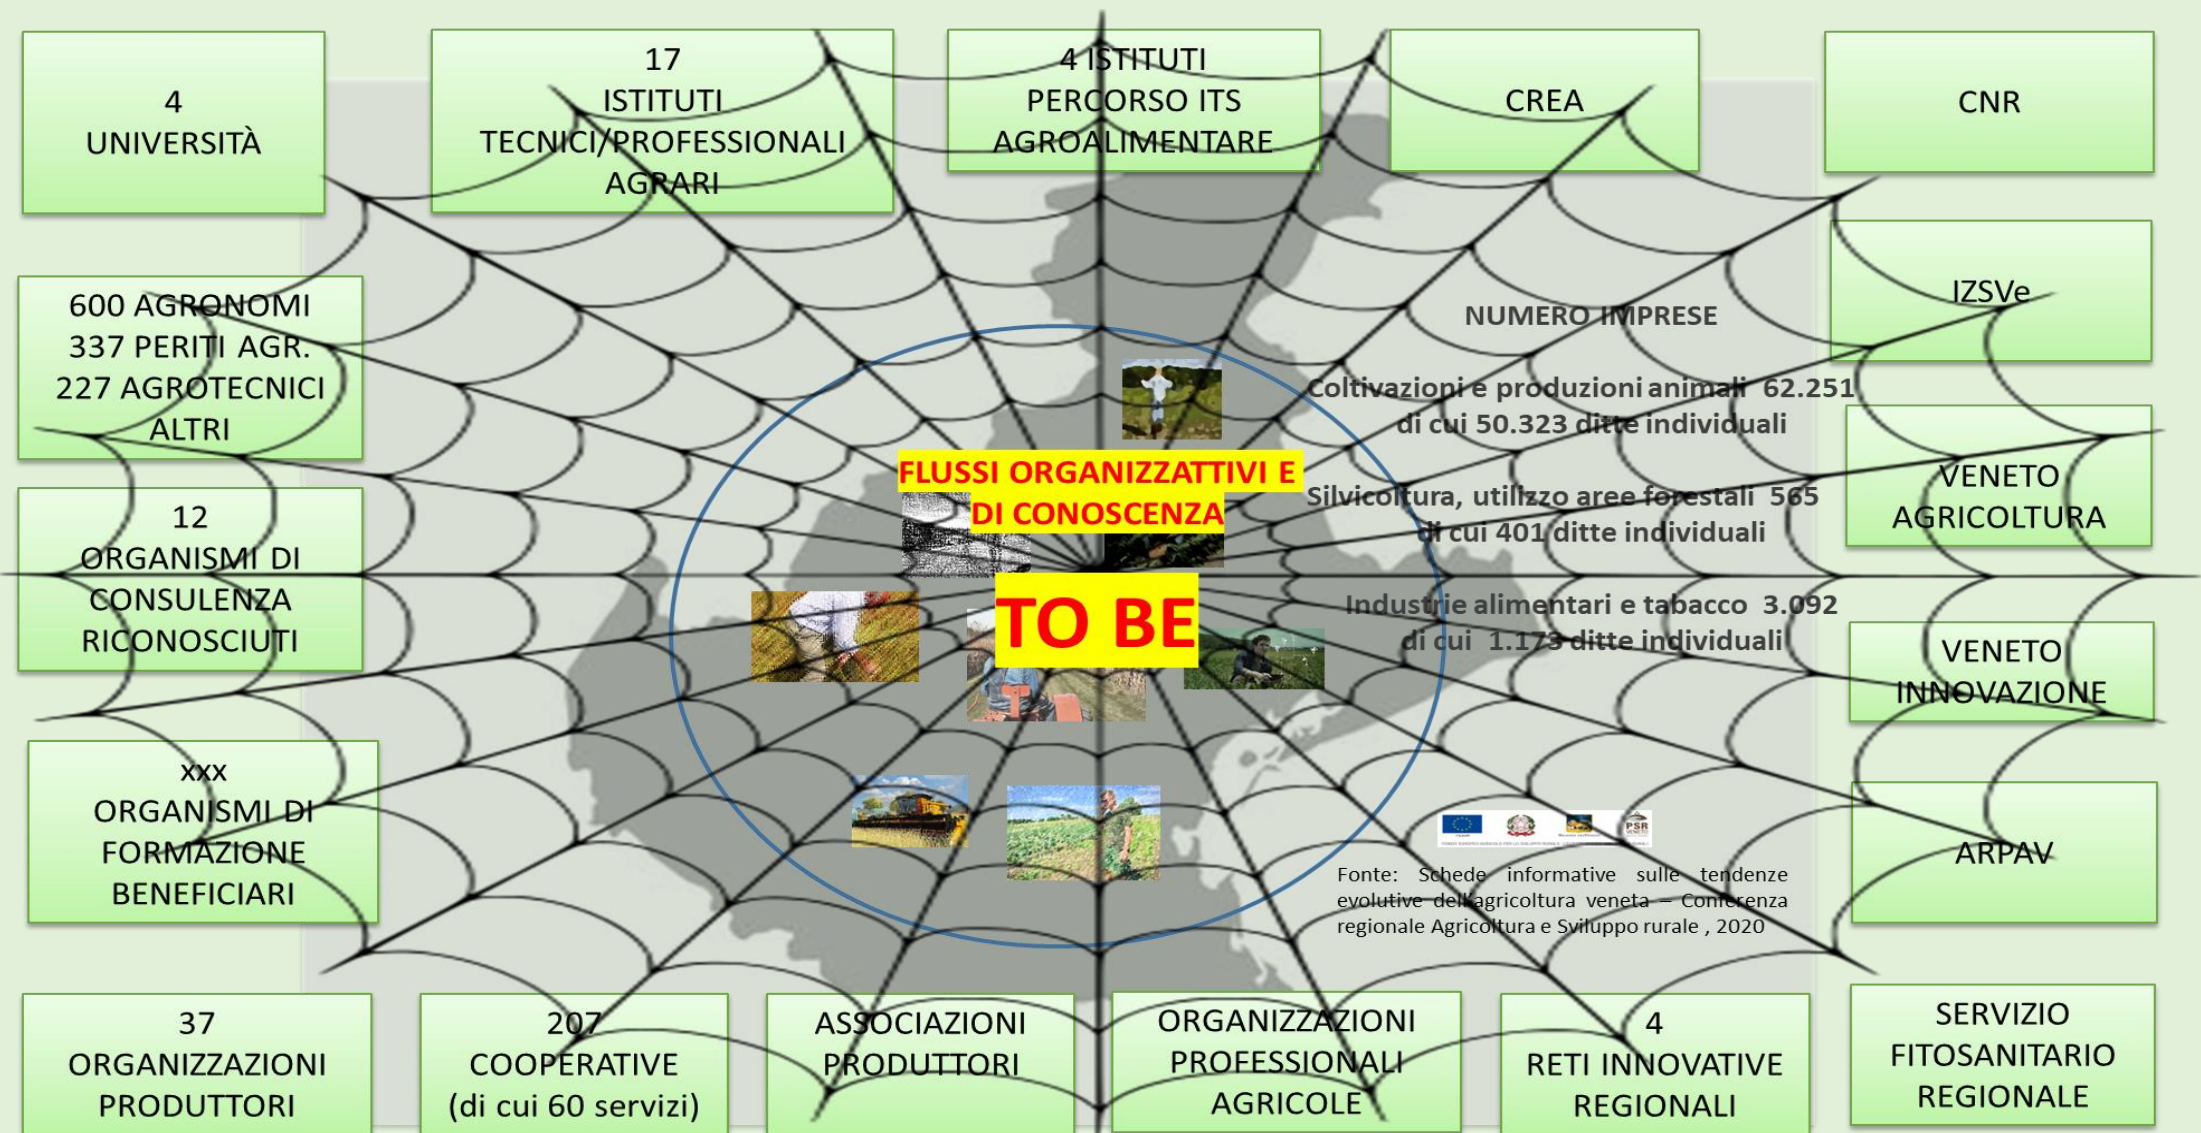 4
UNIVERSITÀ
17
ISTITUTI
TECNICI/PROFESSIONALI
AGRARI
4 ISTITUTI
PERCORSO ITS
AGROALIMENTARE
CREA
CNR
600 AGRONOMI
337 PERITI AGR.
227 AGROTECNICI
ALTRI
IZSVe
NUMERO IMPRESE
Coltivazioni e produzioni animali 62.251
di cui 50.323 ditte individuali
Silvicoltura, utilizzo aree forestali 565
di cui 401 ditte individuali
Industrie alimentari e tabacco 3.092
di cui 1.173 ditte individuali
FLUSSI ORGANIZZATTIVI E
DI CONOSCENZA
TO BE
VENETO
AGRICOLTURA
12
ORGANISMI DI
CONSULENZA
RICONOSCIUTI
VENETO
INNOVAZIONE
xxx
ORGANISMI DI
FORMAZIONE
BENEFICIARI
ARPAV
PSR
VENETO
Fonte: Schede informative sulle tendenze
evolutive dell'agricoltura veneta – Conferenza
regionale Agricoltura e Sviluppo rurale , 2020
37
ORGANIZZAZIONI
PRODUTTORI
207
COOPERATIVE
(di cui 60 servizi)
ASSOCIAZIONI
PRODUTTORI
ORGANIZZAZIONI
PROFESSIONALI
AGRICOLE
4
RETI INNOVATIVE
REGIONALI
SERVIZIO
FITOSANITARIO
REGIONALE